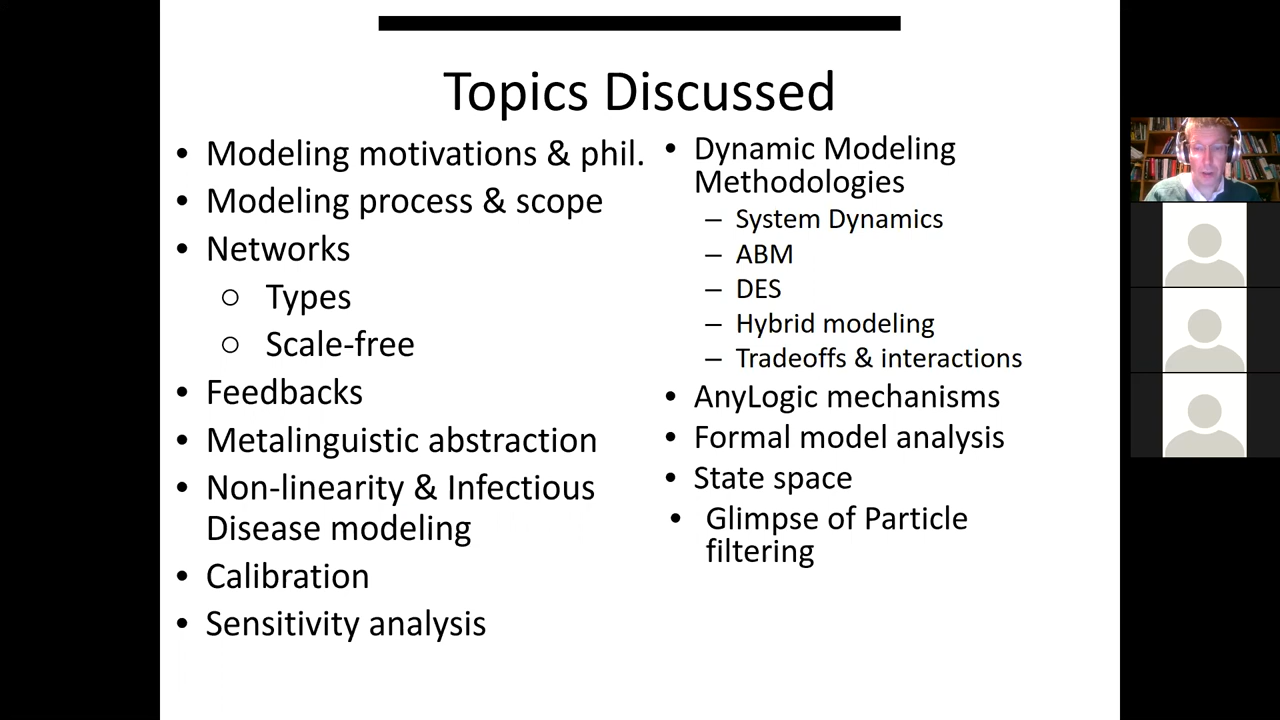 Topics Discussed
• Modeling motivations & phil.
• Modeling process & scope
• Networks
○ Types
○ Scale-free
• Feedbacks
• Metalinguistic abstraction
• Non-linearity & Infectious
Disease modeling
• Calibration
• Sensitivity analysis
• Dynamic Modeling
Methodologies
– System Dynamics
– ABM
– DES
– Hybrid modeling
– Tradeoffs & interactions
• AnyLogic mechanisms
• Formal model analysis
• State space
• Glimpse of Particle
filtering